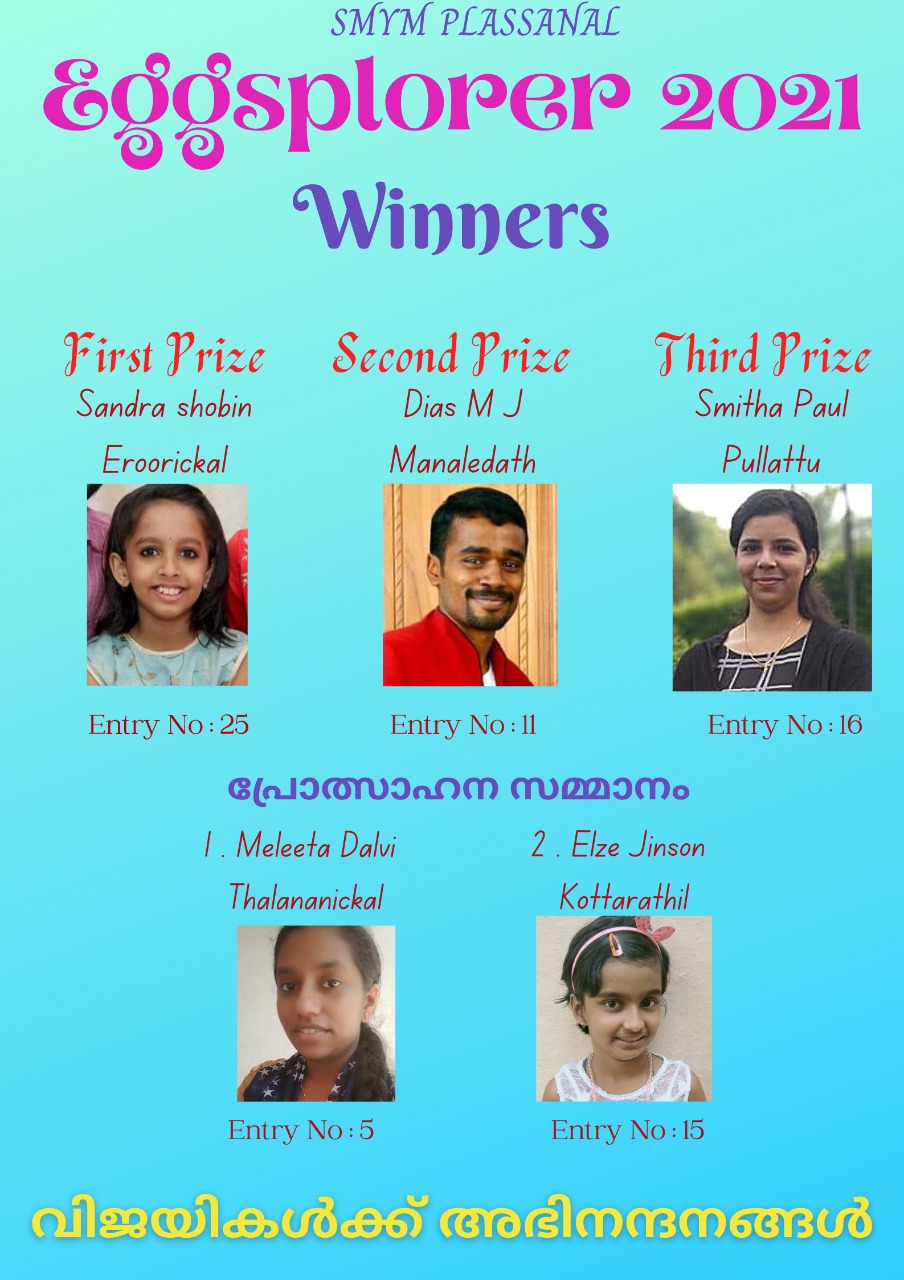 SMYM PLASSANAL
Eggsplorer 2021
Winners
First Prize
Sandra shobin
Eroorickal
Entry No : 25
Second Prize
Dias M J
Manaledath
Entry No : 11
Third Prize
Smitha Paul
Pullattu
Entry No : 16
പ്രോത്സാഹന സമ്മാനം
1 . Meleeta Dalvi
Thalananickal
Entry No : 5
2 . Elze Jinson
Kottarathil
Entry No : 15
വിജയികൾക്ക് അഭിനന്ദനങ്ങൾ